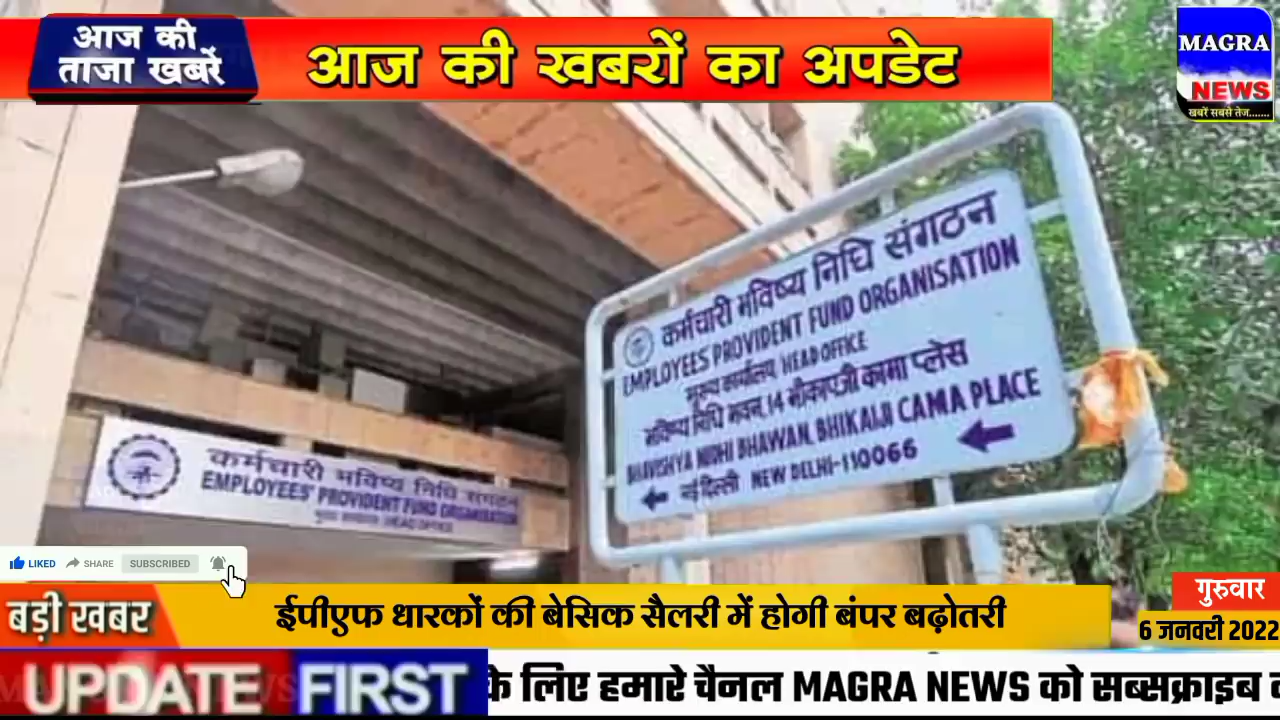 आज की
ताजा खबरें
आज की खबरों का अपडेट
MAGRA
NEWS
खबरें सबसे तेज.......
कर्मचारी भविष्य निधि संगठन
EMPLOYEES PROVIDENT FUND ORGANISATION
मुख्य कार्यालय HEAD OFFICE
भविष्य निधि भवन, 14 भीकाएजी कामा प्लेस
BHAVISHYA NIDHI BHAWAN, BHIKAIJI CAMA PLACE
नई दिल्ली NEW DELHI-110066
कर्मचारी भविष्य निधि संगठन
EMPLOYEES' PROVIDENT FUND ORGANISATION
HEAD OFFICE
LIKED SHARE SUBSCRIBED
बड़ी खबर
ईपीएफ धारकों की बेसिक सैलरी में होगी बंपर बढ़ोतरी
गुरुवार
6 जनवरी 2022
UPDATE FIRST
के लिए हमारे चैनल MAGRA NEWS को सब्सक्राइब